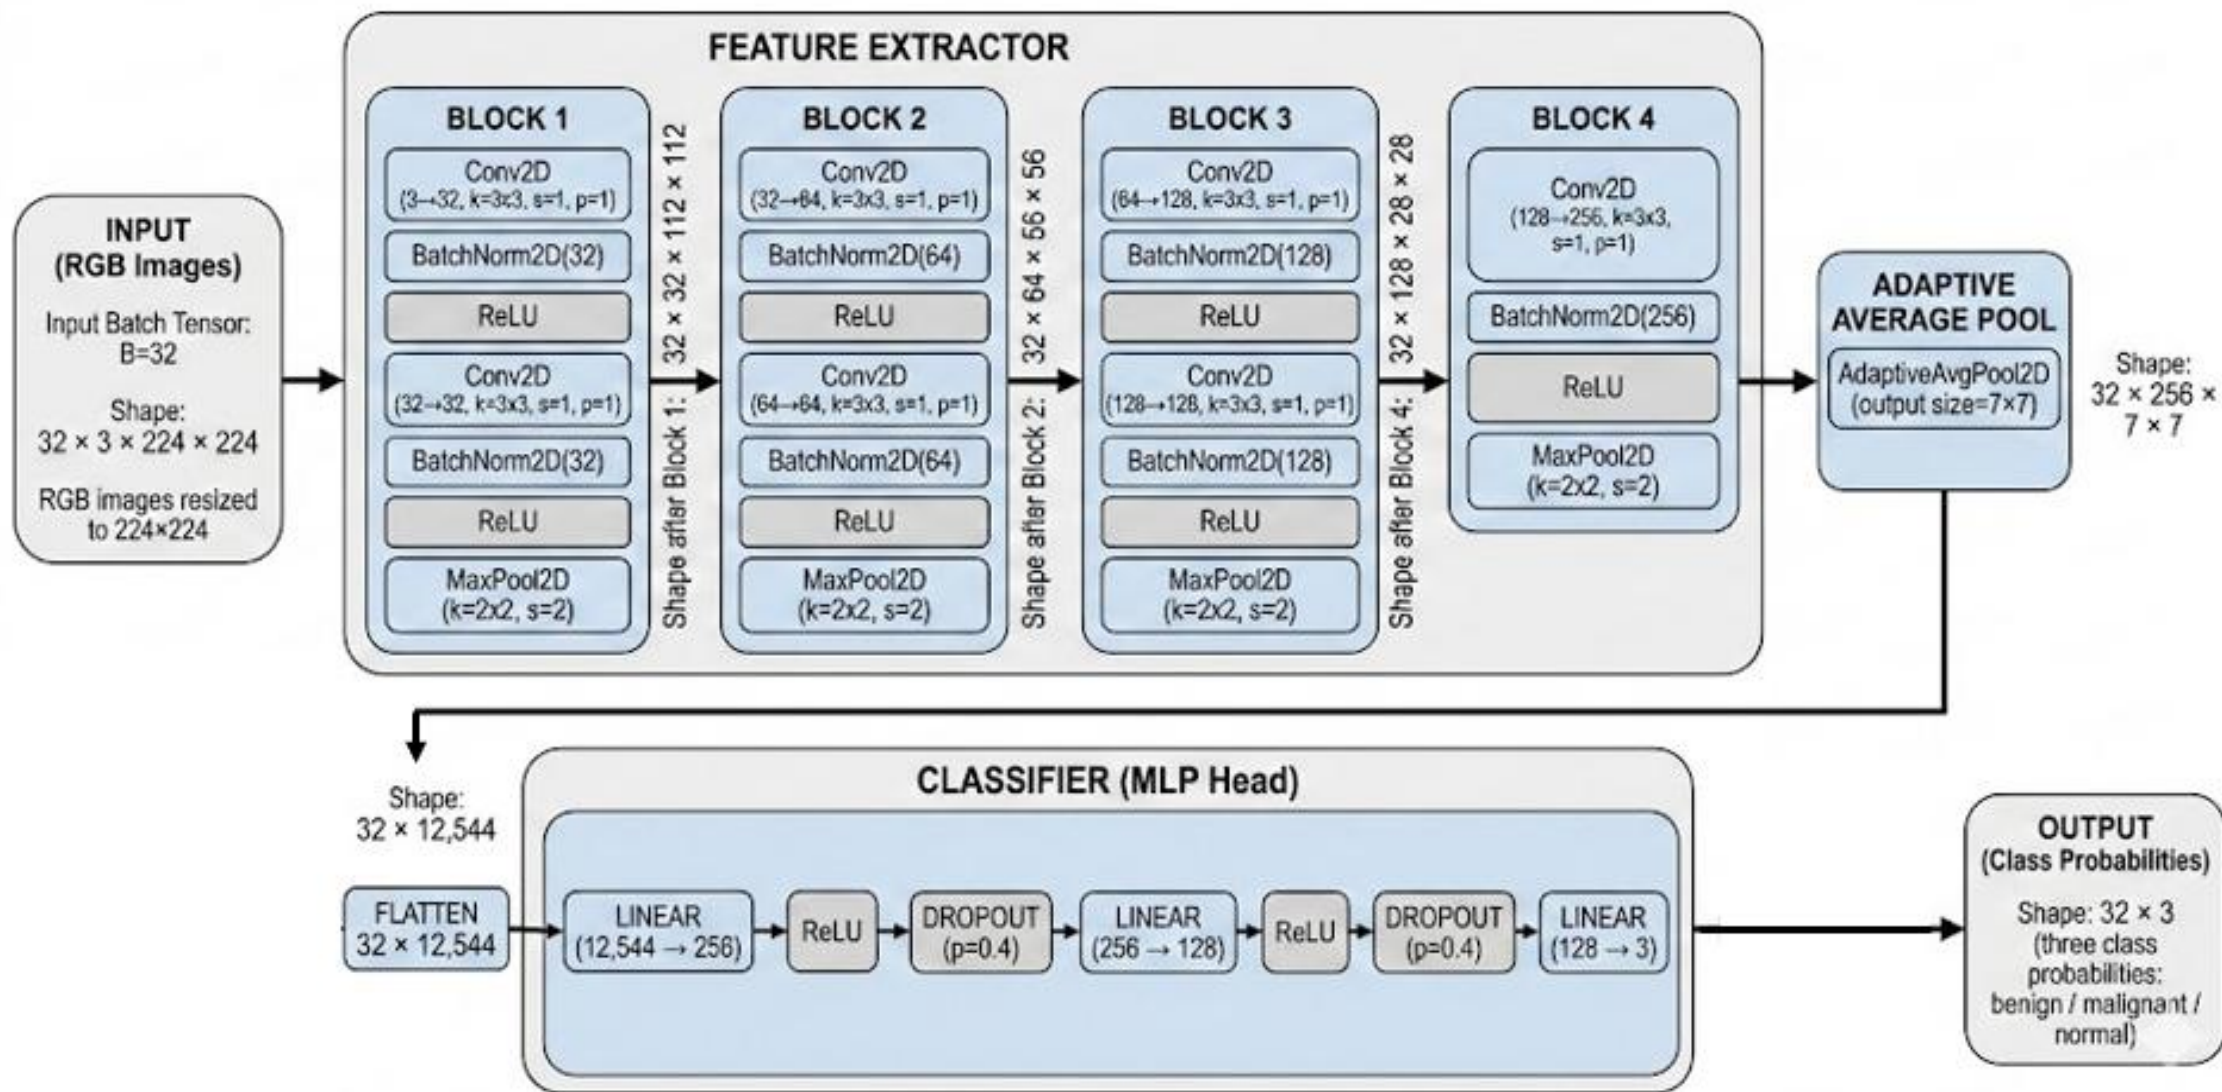 FEATURE EXTRACTOR
INPUT
(RGB Images)
Input Batch Tensor:
B=32
Shape:
32 × 3 × 224 × 224
RGB images resized
to 224×224
BLOCK 1
Conv2D
(3→32, k=3x3, s=1, p=1)
BatchNorm2D(32)
ReLU
Conv2D
(32→32, k=3x3, s=1, p=1)
BatchNorm2D(32)
ReLU
MaxPool2D
(k=2x2, s=2)
Shape after Block 1: 32 × 32 × 112 × 112
BLOCK 2
Conv2D
(32→64, k=3x3, s=1, p=1)
BatchNorm2D(64)
ReLU
Conv2D
(64→64, k=3x3, s=1, p=1)
BatchNorm2D(64)
ReLU
MaxPool2D
(k=2x2, s=2)
Shape after Block 2: 32 × 64 × 56 × 56
BLOCK 3
Conv2D
(64→128, k=3x3, s=1, p=1)
BatchNorm2D(128)
ReLU
Conv2D
(128→128, k=3x3, s=1, p=1)
BatchNorm2D(128)
ReLU
MaxPool2D
(k=2x2, s=2)
Shape after Block 4: 32 × 128 × 28 × 28
BLOCK 4
Conv2D
(128→256, k=3x3,
s=1, p=1)
BatchNorm2D(256)
ReLU
MaxPool2D
(k=2x2, s=2)
ADAPTIVE
AVERAGE POOL
AdaptiveAvgPool2D
(output size=7×7)
Shape:
32 × 256 ×
7 × 7
Shape:
32 × 12,544
FLATTEN
32 × 12,544
CLASSIFIER (MLP Head)
LINEAR
(12,544 → 256)
ReLU
DROPOUT
(p=0.4)
LINEAR
(256 → 128)
ReLU
DROPOUT
(p=0.4)
LINEAR
(128 → 3)
OUTPUT
(Class Probabilities)
Shape: 32 × 3
(three class
probabilities:
benign / malignant /
normal)